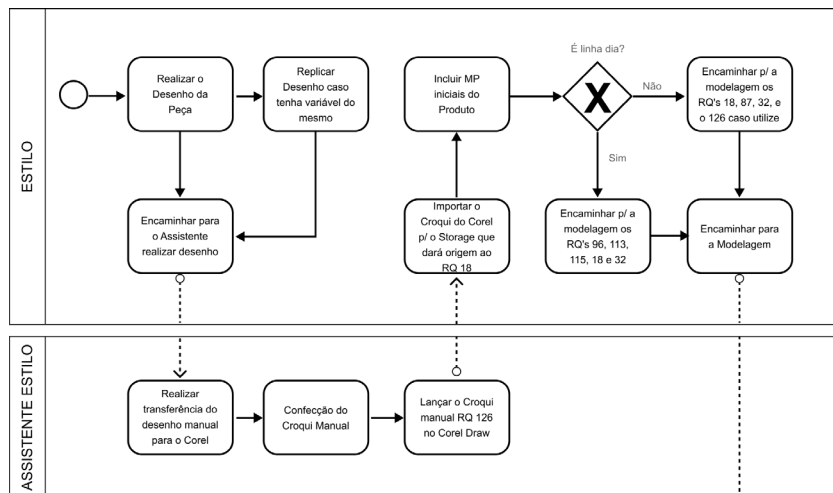 ESTILO
Realizar o
Desenho da
Peça
Replicar
Desenho caso
tenha variável do
mesmo
Encaminhar para
o Assistente
realizar desenho
Incluir MP
iniciais do
Produto
Importar o
Croqui do Corel
p/ o Storage que
dará origem ao
RQ 18
É linha dia?
X
Não
Sim
Encaminhar p/ a
modelagem os
RQ's 18, 87, 32, e
o 126 caso utilize
Encaminhar p/ a
modelagem os
RQ's 96, 113,
115, 18 e 32
Encaminhar para
a Modelagem
ASSISTENTE ESTILO
Realizar
transferência do
desenho manual
para o Corel
Confecção do
Croqui Manual
Lançar o Croqui
manual RQ 126
no Corel Draw